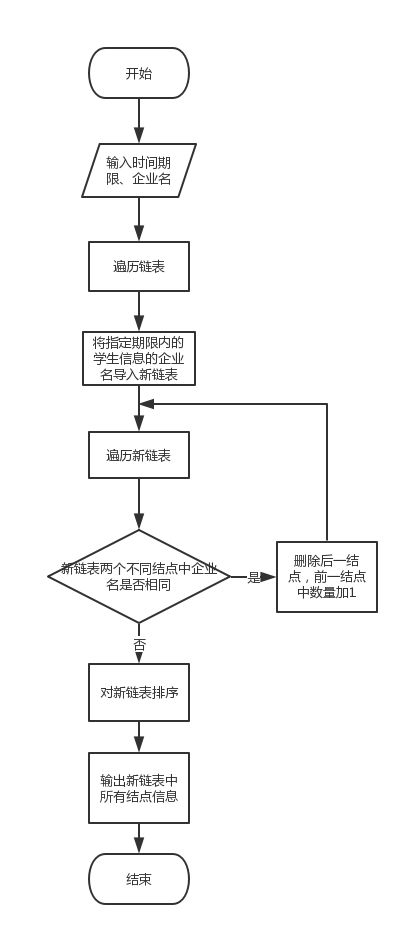 开始
输入时间期
限、企业名
遍历链表
将指定期限内的
学生信息的企业
名导入新链表
遍历新链表
新链表两个不同结点中企业
名是否相同
是
删除后一结
点，前一结点
中数量加1
否
对新链表排序
输出新链表中
所有结点信息
结束